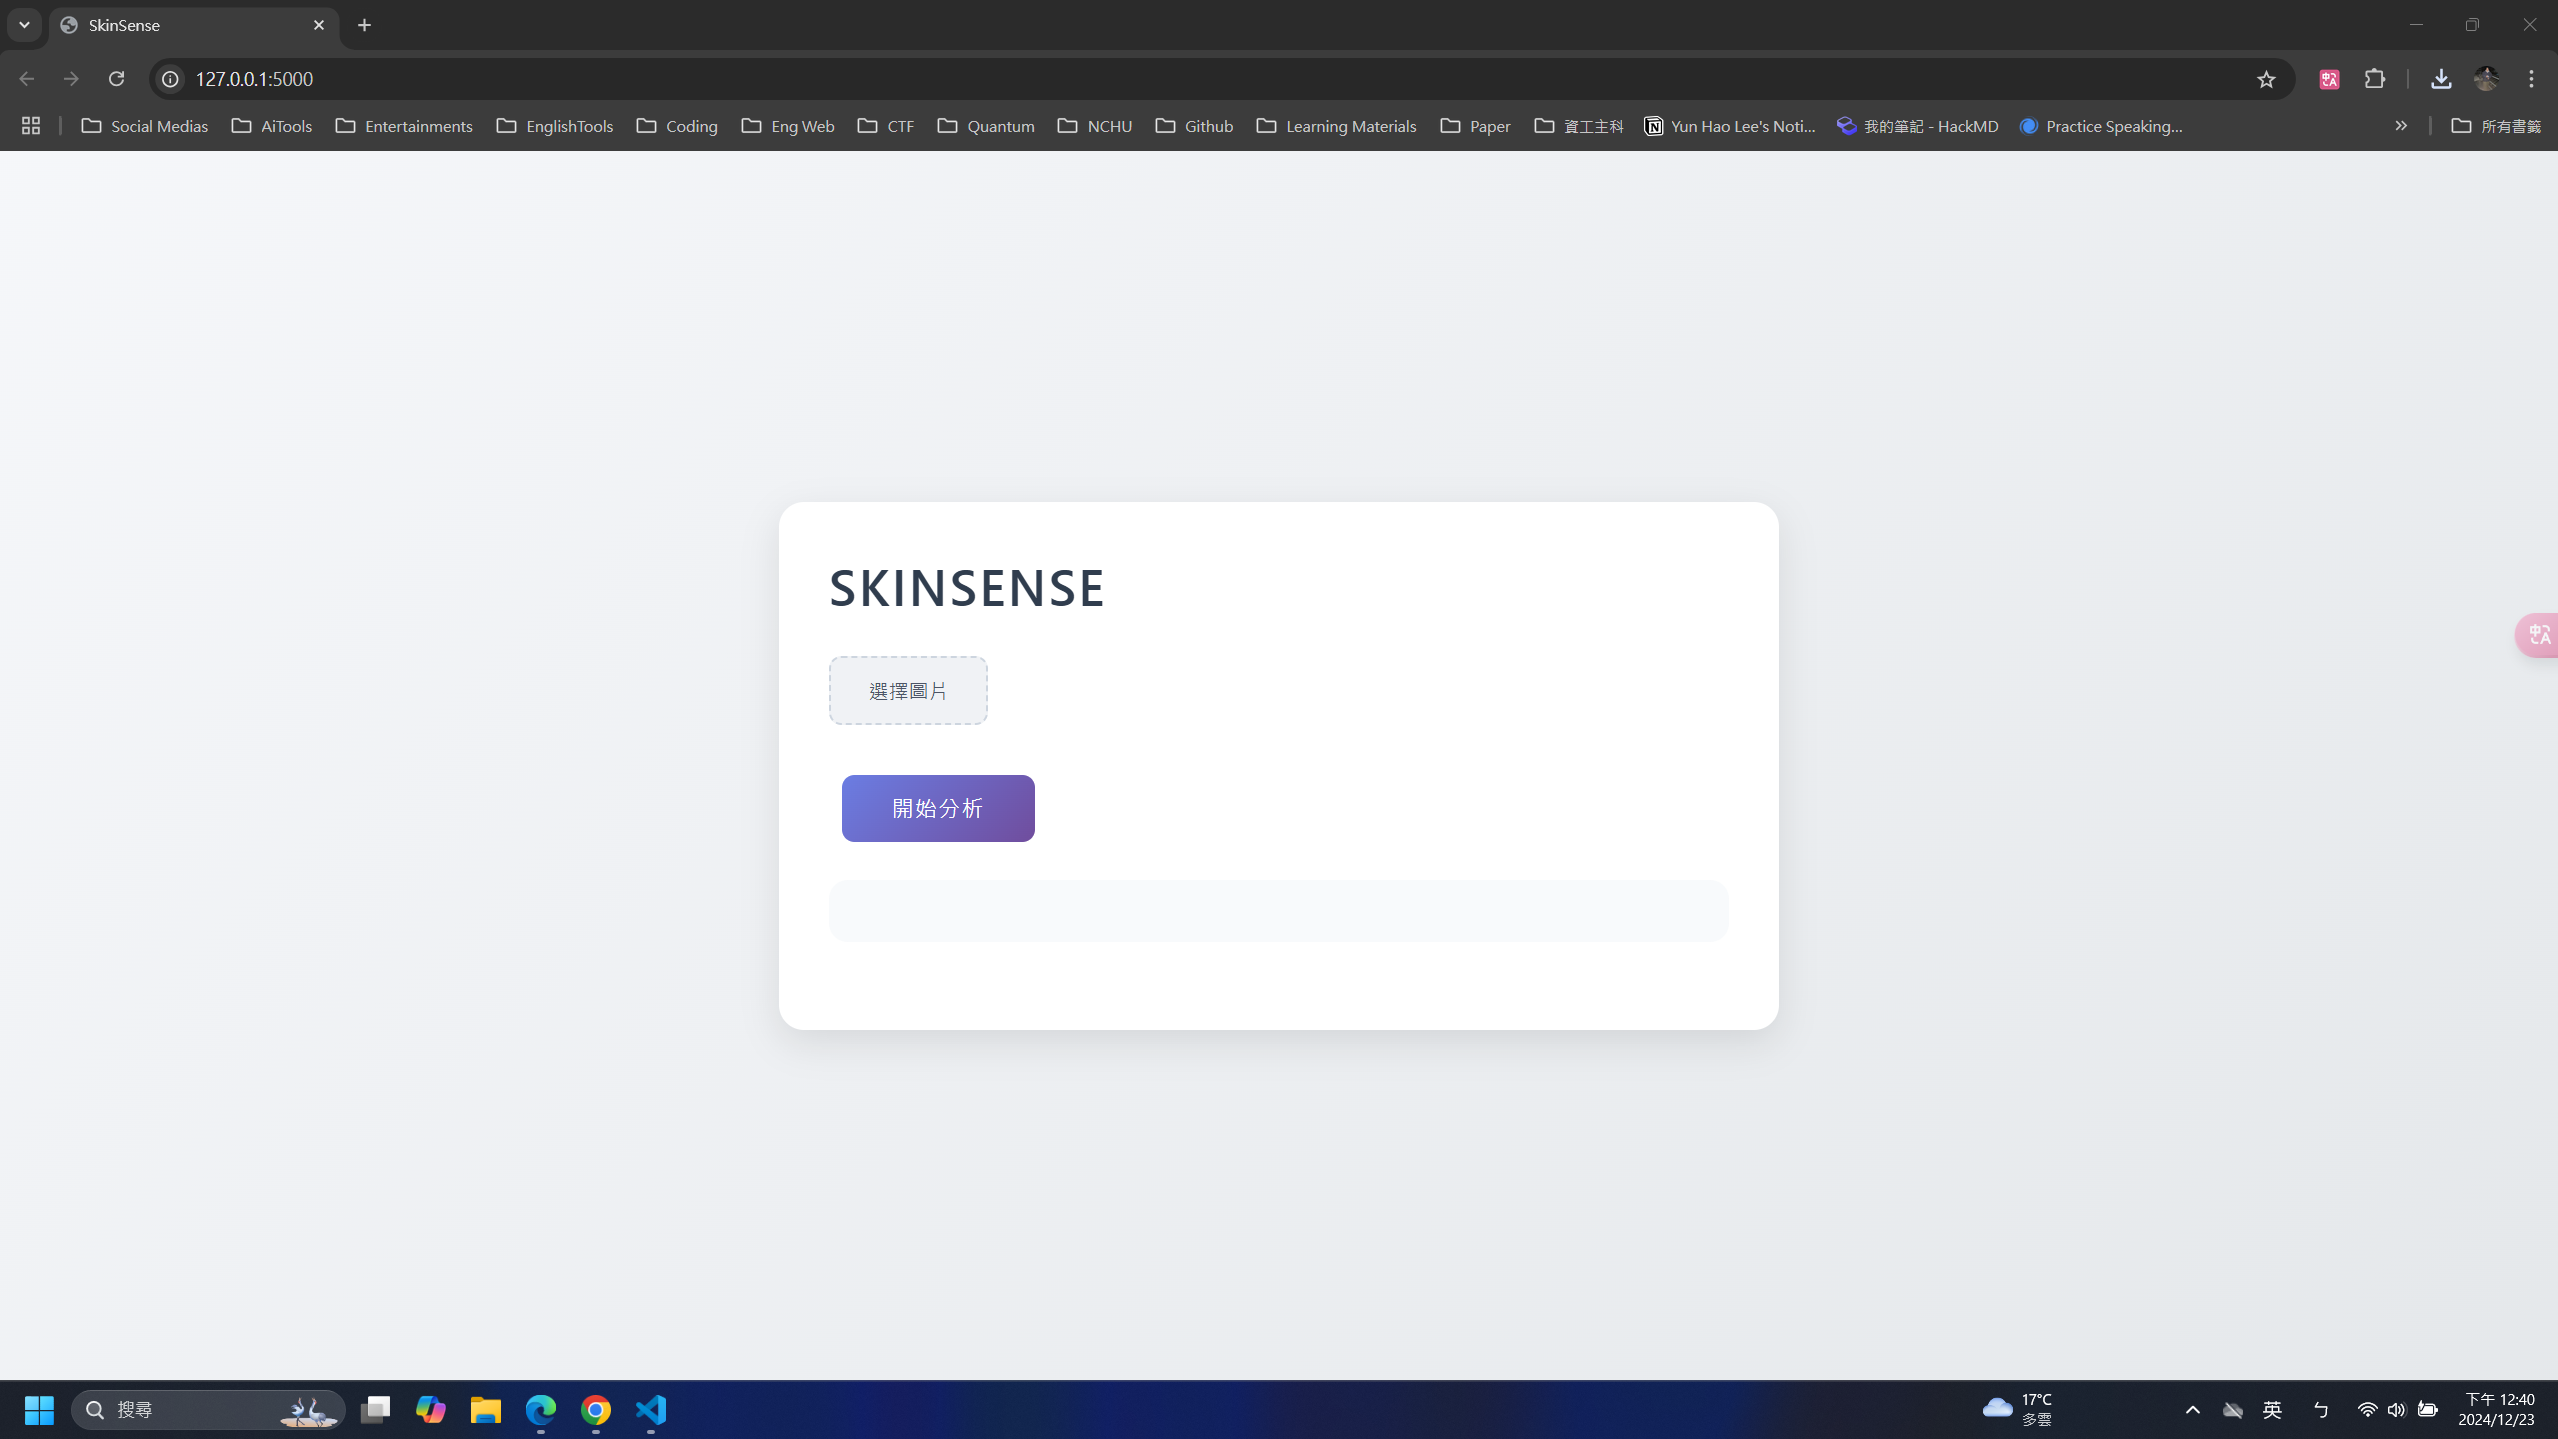 SkinSense
127.0.0.1:5000
Social Medias AiTools Entertainments EnglishTools Coding Eng Web CTF Quantum NCHU Github Learning Materials Paper 資工主科 Yun Hao Lee's Noti... 我的筆記 - HackMD Practice Speaking... 所有書籤
SKINSENSE
選擇圖片
開始分析
搜尋
17°C
多雲
英 ㄅ
下午 12:40
2024/12/23